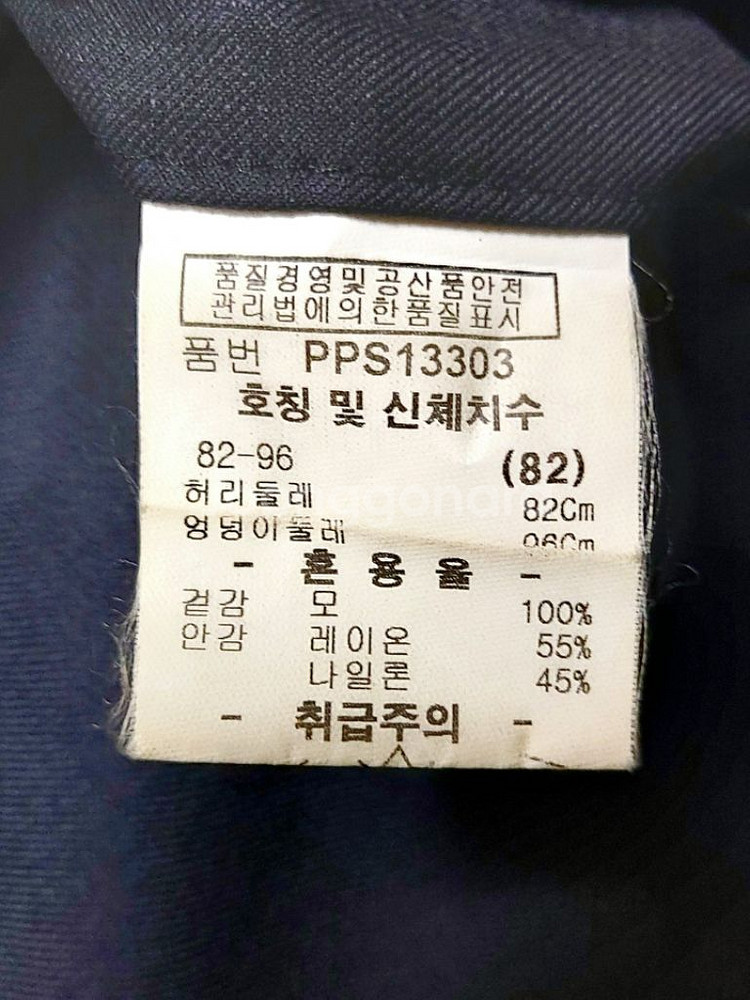 품질경영및공산품안전
관리법에의한품질표시
품번 PPS13303
호칭 및 신체치수
82-96 (82)
허리둘레 82Cm
엉덩이둘레 96Cm
- 혼 용 율 -
겉감 모 100%
안감 레이온 55%
나일론 45%
- 취급주의 -